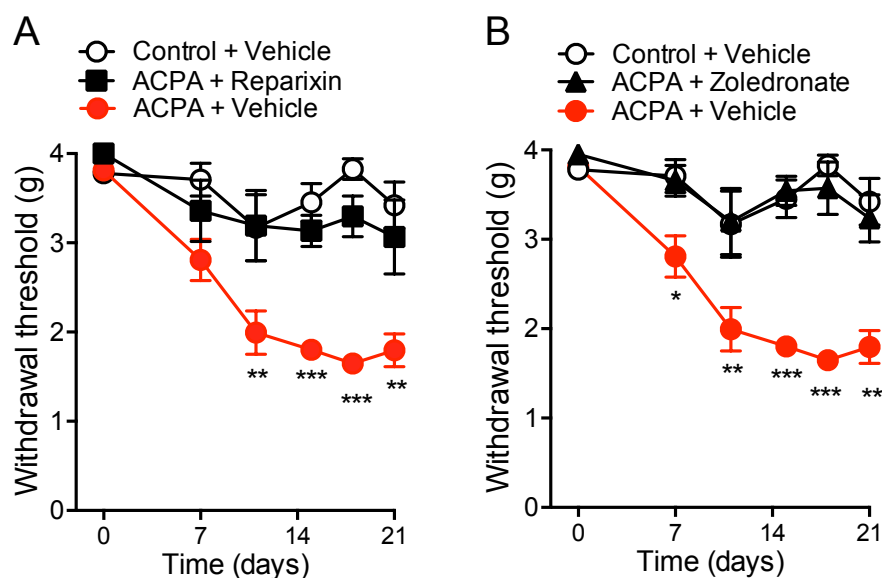 A
Control + Vehicle
ACPA + Reparixin
ACPA + Vehicle
Withdrawal threshold (g)
4
3
2
1
0
** *** *** **
0 7 14 21
Time (days)
B
Control + Vehicle
ACPA + Zoledronate
ACPA + Vehicle
Withdrawal threshold (g)
4
3
2
1
0
* ** *** *** **
0 7 14 21
Time (days)